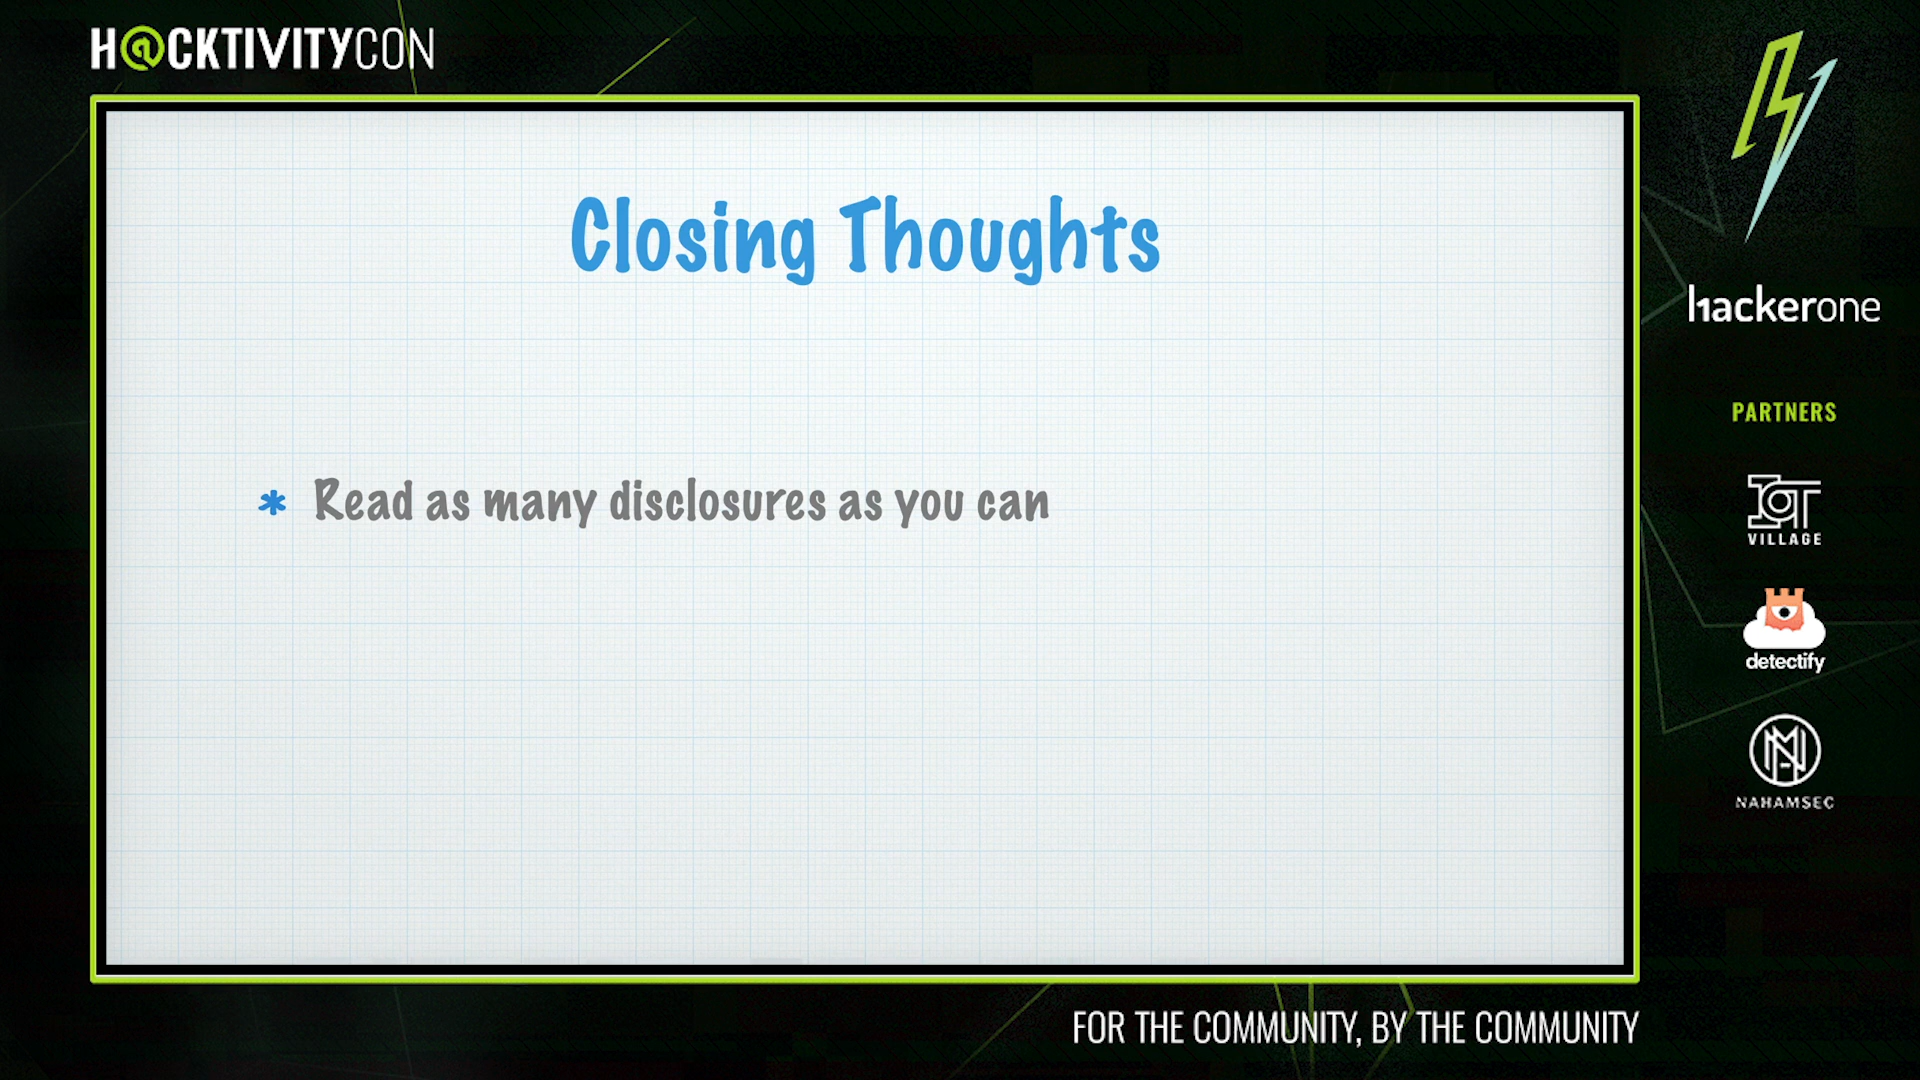 H@CKTIVITYCON
hackerone
PARTNERS
IOT
VILLAGE
detectify
NAHAMSEC
Closing Thoughts
* Read as many disclosures as you can
FOR THE COMMUNITY, BY THE COMMUNITY